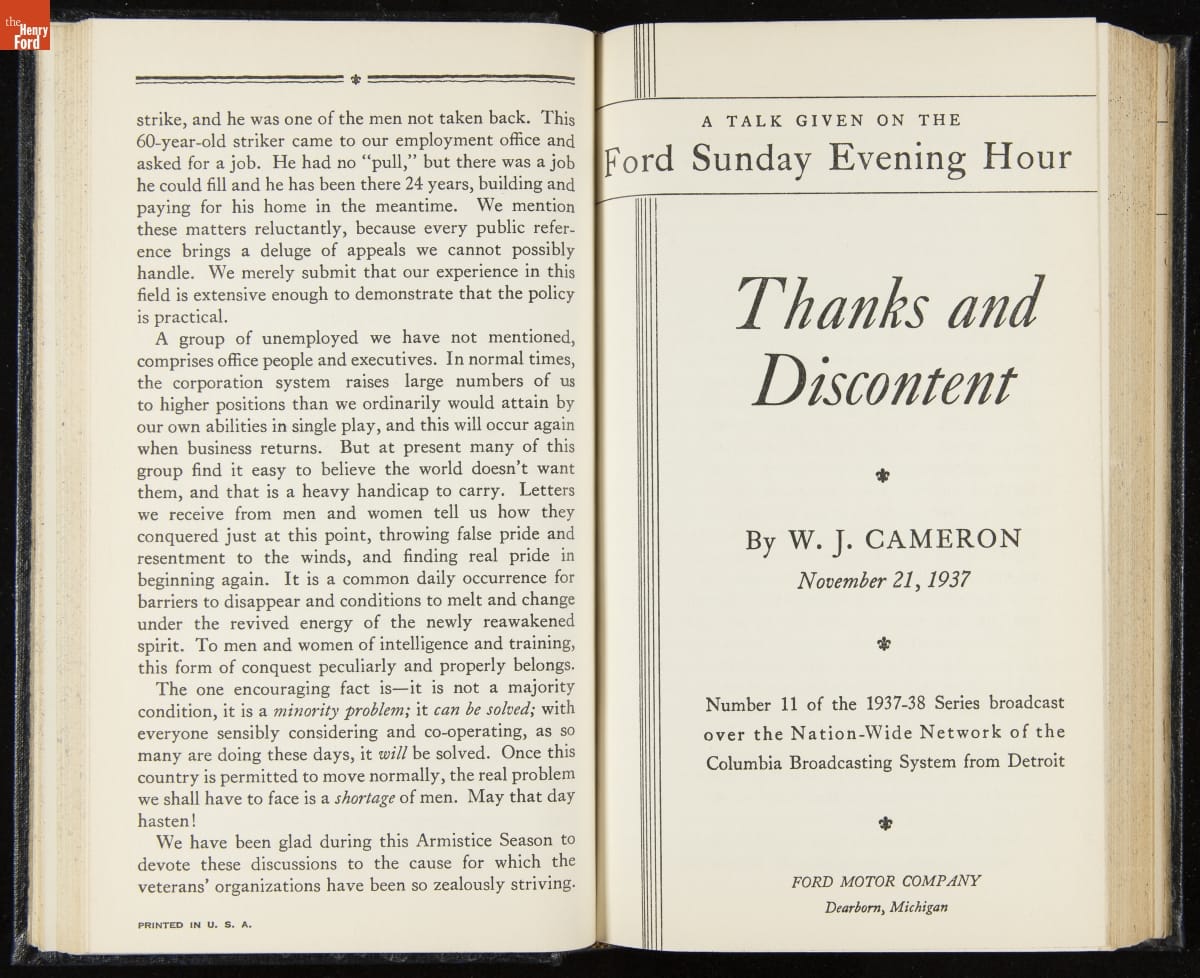 the
Henry
Ford
strike, and he was one of the men not taken back. This
60-year-old striker came to our employment office and
asked for a job. He had no “pull,” but there was a job
he could fill and he has been there 24 years, building and
paying for his home in the meantime. We mention
these matters reluctantly, because every public refer-
ence brings a deluge of appeals we cannot possibly
handle. We merely submit that our experience in this
field is extensive enough to demonstrate that the policy
is practical.
A group of unemployed we have not mentioned,
comprises office people and executives. In normal times,
the corporation system raises large numbers of us
to higher positions than we ordinarily would attain by
our own abilities in single play, and this will occur again
when business returns. But at present many of this
group find it easy to believe the world doesn’t want
them, and that is a heavy handicap to carry. Letters
we receive from men and women tell us how they
conquered just at this point, throwing false pride and
resentment to the winds, and finding real pride in
beginning again. It is a common daily occurrence for
barriers to disappear and conditions to melt and change
under the revived energy of the newly reawakened
spirit. To men and women of intelligence and training,
this form of conquest peculiarly and properly belongs.
The one encouraging fact is—it is not a majority
condition, it is a minority problem; it can be solved; with
everyone sensibly considering and co-operating, as so
many are doing these days, it will be solved. Once this
country is permitted to move normally, the real problem
we shall have to face is a shortage of men. May that day
hasten!
We have been glad during this Armistice Season to
devote these discussions to the cause for which the
veterans’ organizations have been so zealously striving.
PRINTED IN U. S. A.
A TALK GIVEN ON THE
Ford Sunday Evening Hour
Thanks and
Discontent
By W. J. CAMERON
November 21, 1937
Number 11 of the 1937-38 Series broadcast
over the Nation-Wide Network of the
Columbia Broadcasting System from Detroit
FORD MOTOR COMPANY
Dearborn, Michigan